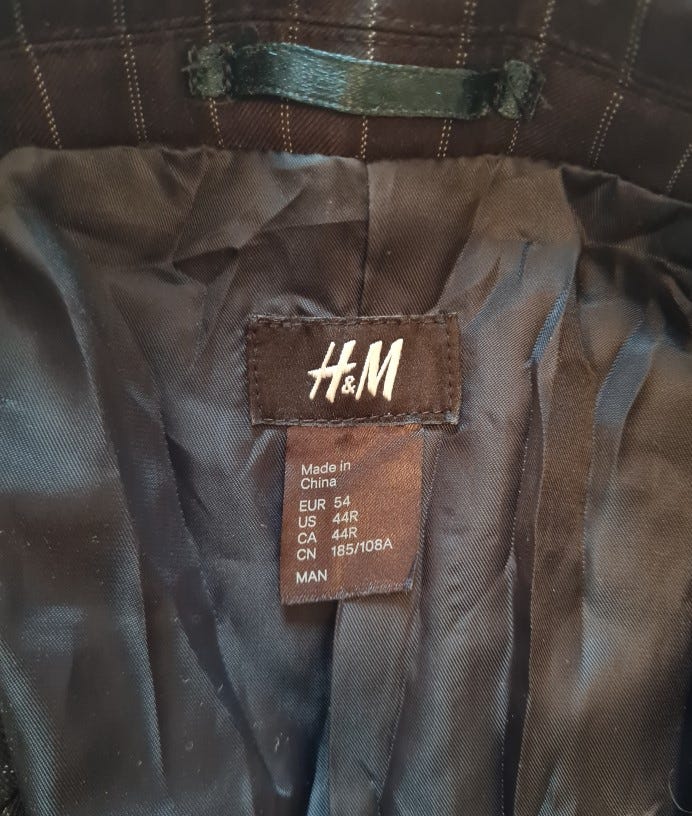 H&M
Made in
China
EUR 54
US 44R
CA 44R
CN 185/108A
MAN